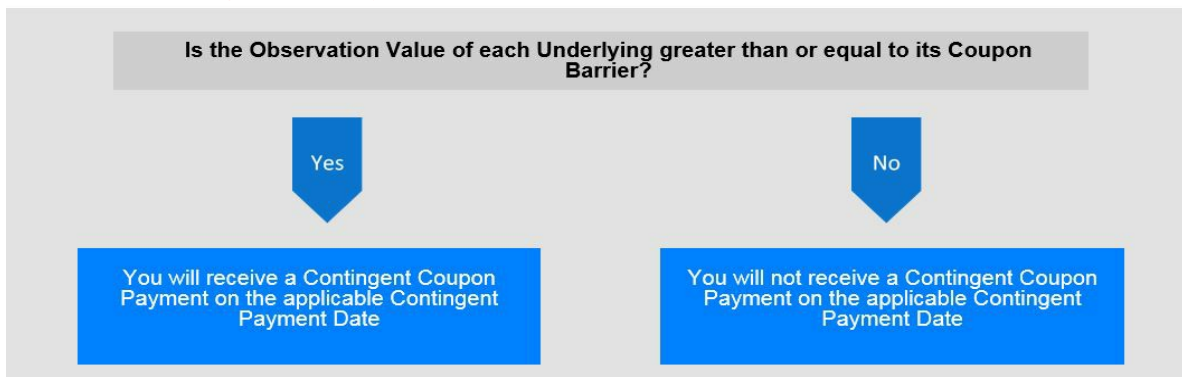 Is the Observation Value of each Underlying greater than or equal to its Coupon
Barrier?
Yes
No
You will receive a Contingent Coupon
Payment on the applicable Contingent
Payment Date
You will not receive a Contingent Coupon
Payment on the applicable Contingent
Payment Date